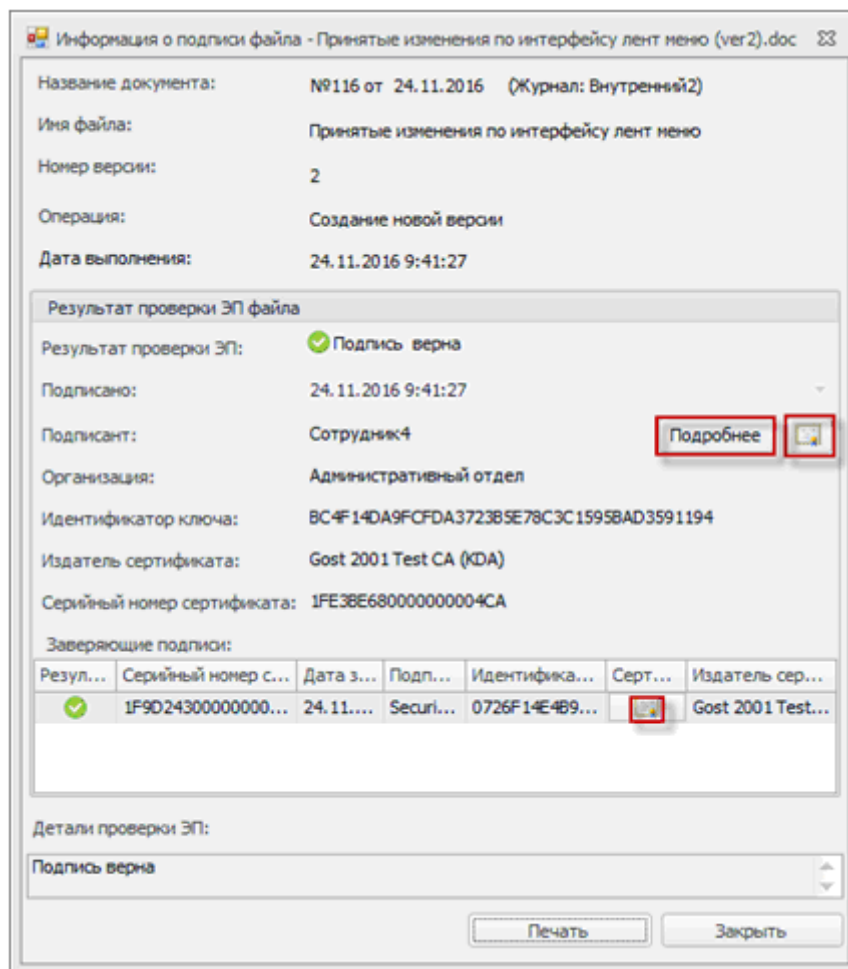 Информация о подписи файла - Принятые изменения по интерфейсу лент меню (ver2).doc
Название документа: №116 от 24.11.2016 (Журнал: Внутренний2)
Имя файла: Принятые изменения по интерфейсу лент меню
Номер версии: 2
Операция: Создание новой версии
Дата выполнения: 24.11.2016 9:41:27
Результат проверки ЭП файла
Результат проверки ЭП: Подпись верна
Подписано: 24.11.2016 9:41:27
Подписант: Сотрудник4 Подробнее
Организация: Административный отдел
Идентификатор ключа: BC4F14DA9FCFDA3723B5E78C3C1595BAD3591194
Издатель сертификата: Gost 2001 Test CA (KDA)
Серийный номер сертификата: 1FE3BE680000000004CA
Заверяющие подписи:
Резул... Серийный номер с... Дата з... Подп... Идентифика... Серт... Издатель сер...
1F9D24300000000... 24.11.... Securi... 0726F14E4B9... Gost 2001 Test...
Детали проверки ЭП:
Подпись верна
Печать Закрыть